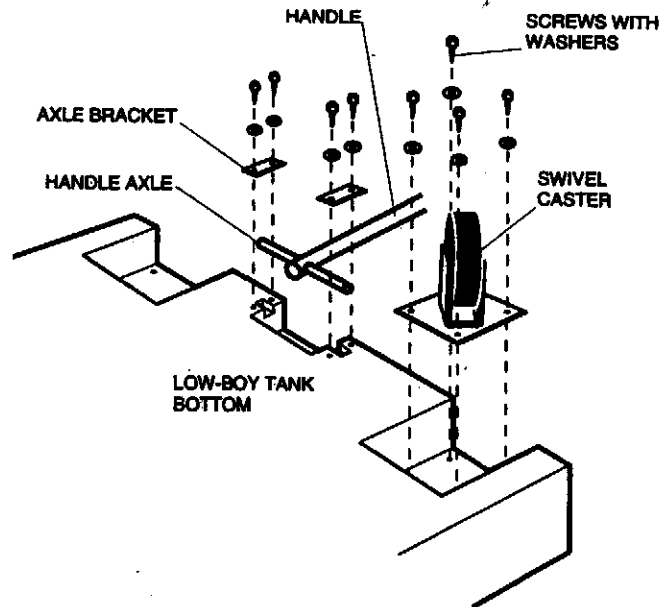 HANDLE
SCREWS WITH
WASHERS
AXLE BRACKET
HANDLE AXLE
SWIVEL
CASTER
LOW-BOY TANK
BOTTOM